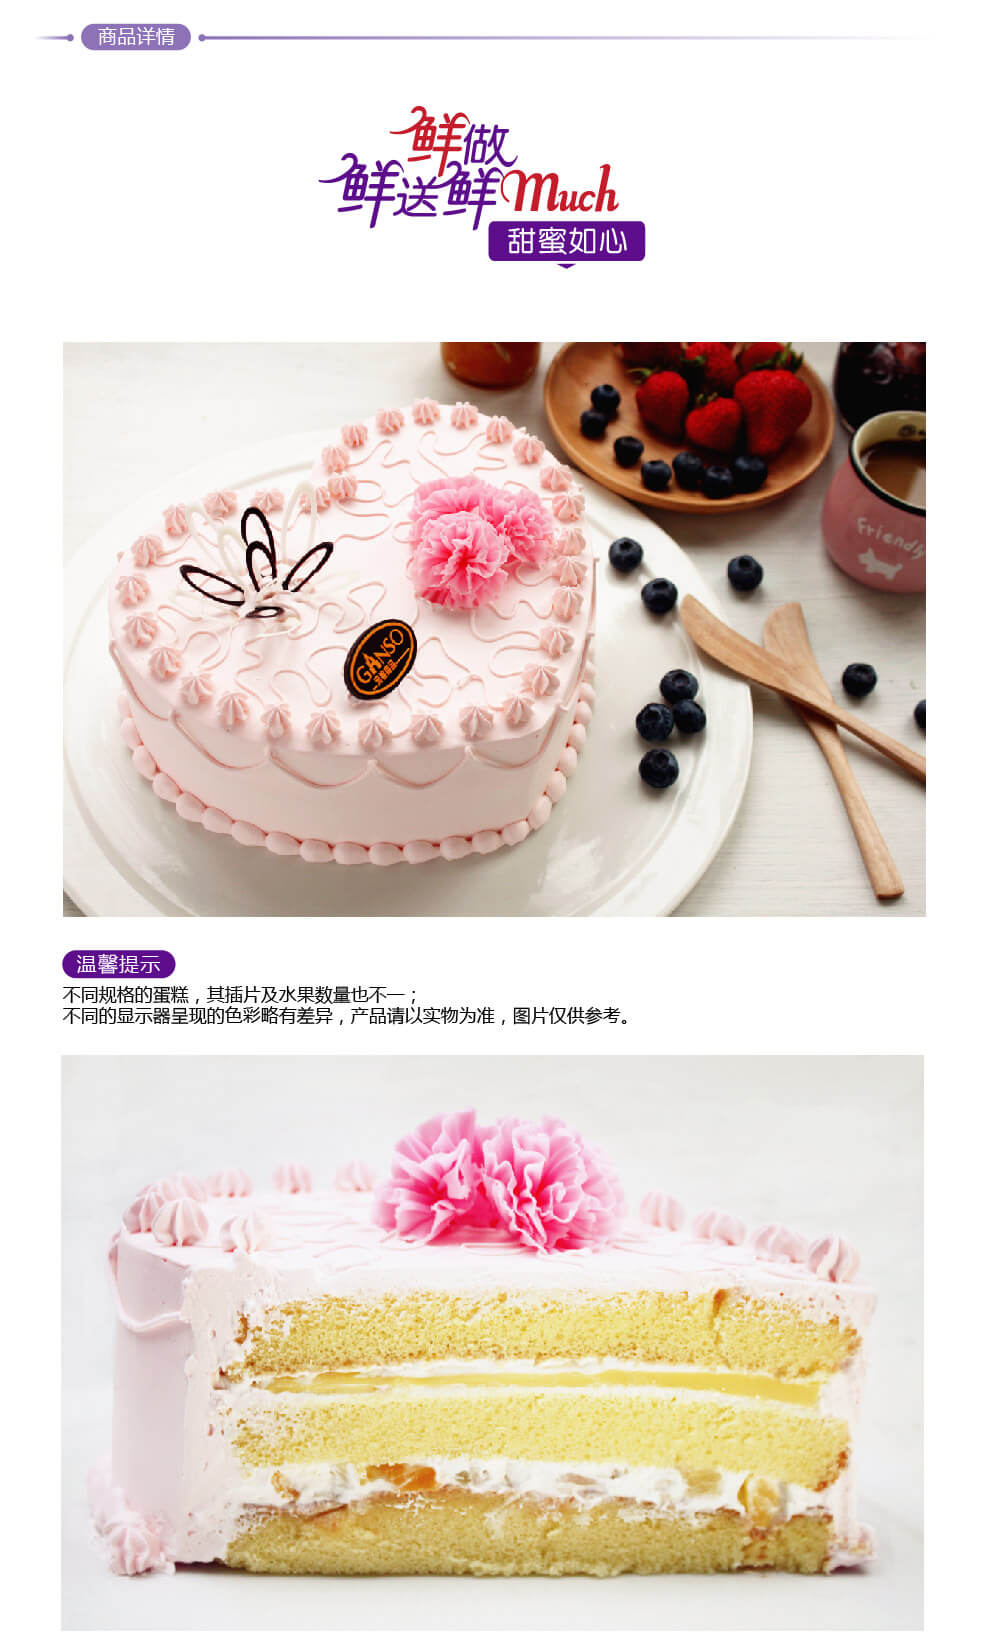 商品详情
鲜做
鲜送鲜Much
甜蜜如心
Friendly
GANSO
温馨提示
不同规格的蛋糕，其插片及水果数量也不一；
不同的显示器呈现的色彩略有差异，产品请以实物为准，图片仅供参考。